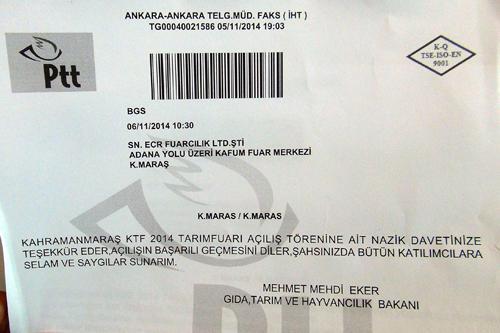 ANKARA-ANKARA TELG.MÜD. FAKS ( İHT )
TG00040021586 05/11/2014 19:03
Ptt
K-Q
TSE-ISO-EN
9001
BGS
06/11/2014 10:30
SN. ECR FUARCILIK LTD.ŞTİ
ADANA YOLU ÜZERİ KAFUM FUAR MERKEZİ
K.MARAŞ
K.MARAS / K.MARAS
KAHRAMANMARAŞ KTF 2014 TARIMFUARI AÇILIŞ TÖRENİNE AİT NAZİK DAVETİNİZE
TEŞEKKÜR EDER,AÇILIŞIN BAŞARILI GEÇMESİNİ DİLER,ŞAHSINIZDA BÜTÜN KATILIMCILARA
SELAM VE SAYGILAR SUNARIM.
MEHMET MEHDİ EKER
GIDA,TARIM VE HAYVANCILIK BAKANI